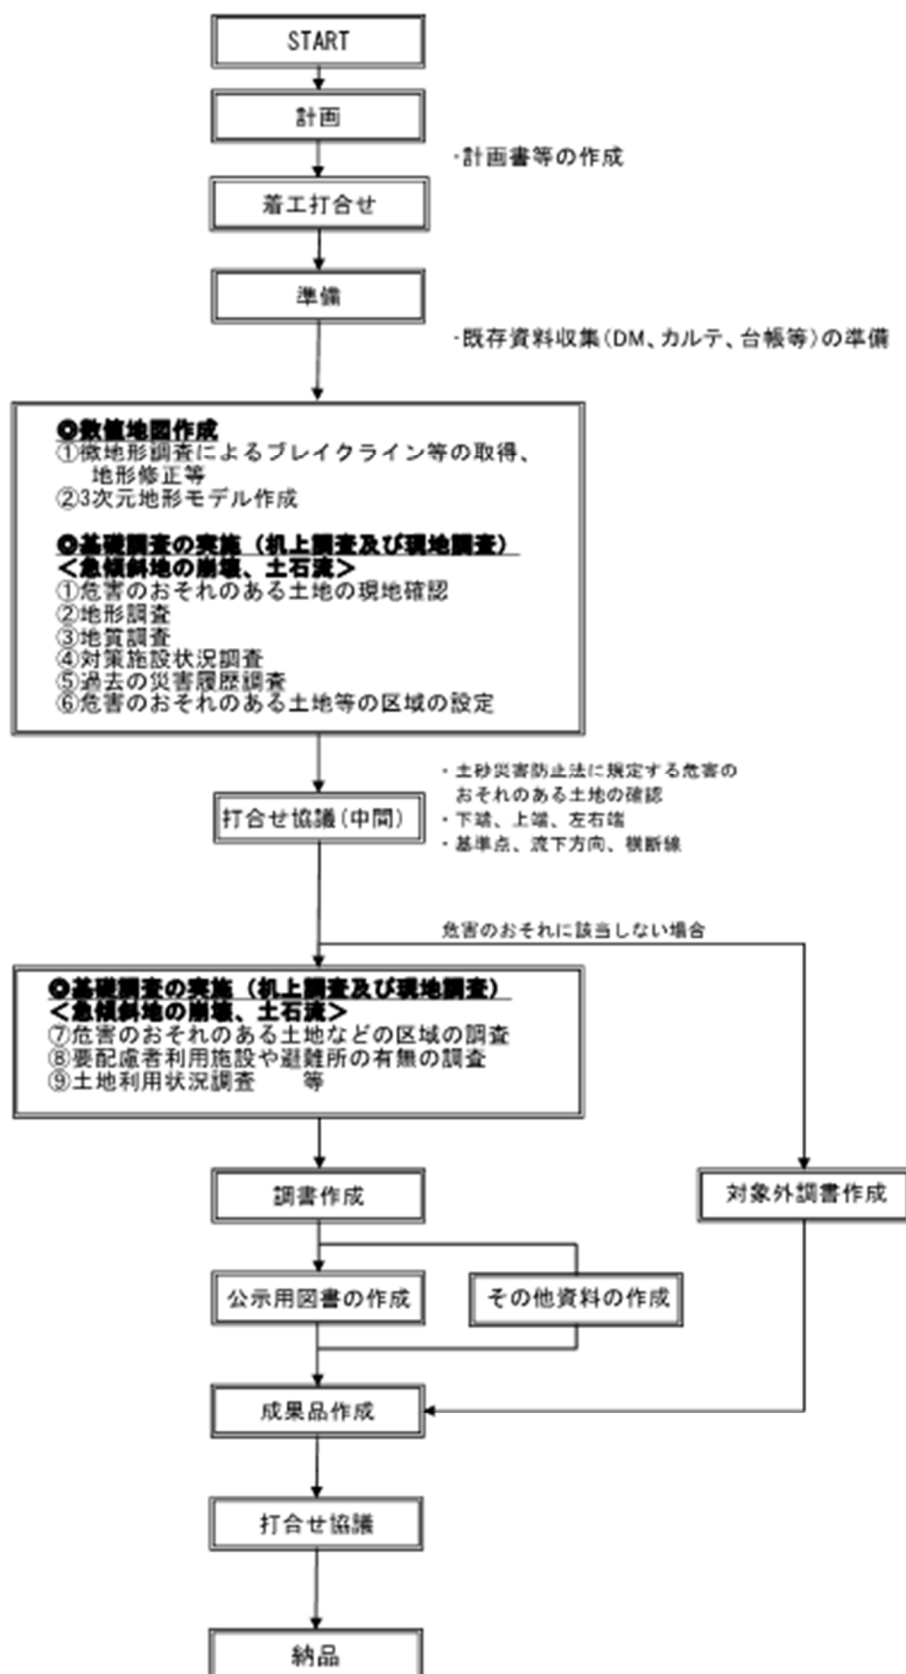 START
計画
・計画書等の作成
着工打合せ
準備
・既存資料収集(DM、カルテ、台帳等)の準備
◎数値地図作成
①微地形調査によるブレイクライン等の取得、
地形修正等
②3次元地形モデル作成
◎基礎調査の実施（机上調査及び現地調査）
＜急傾斜地の崩壊、土石流＞
①危害のおそれのある土地の現地確認
②地形調査
③地質調査
④対策施設状況調査
⑤過去の災害履歴調査
⑥危害のおそれのある土地等の区域の設定
打合せ協議(中間)
・土砂災害防止法に規定する危害の
おそれのある土地の確認
・下端、上端、左右端
・基準点、流下方向、横断線
危害のおそれに該当しない場合
◎基礎調査の実施（机上調査及び現地調査）
＜急傾斜地の崩壊、土石流＞
⑦危害のおそれのある土地などの区域の調査
⑧要配慮者利用施設や避難所の有無の調査
⑨土地利用状況調査　等
調書作成
対象外調書作成
公示用図書の作成
その他資料の作成
成果品作成
打合せ協議
納品